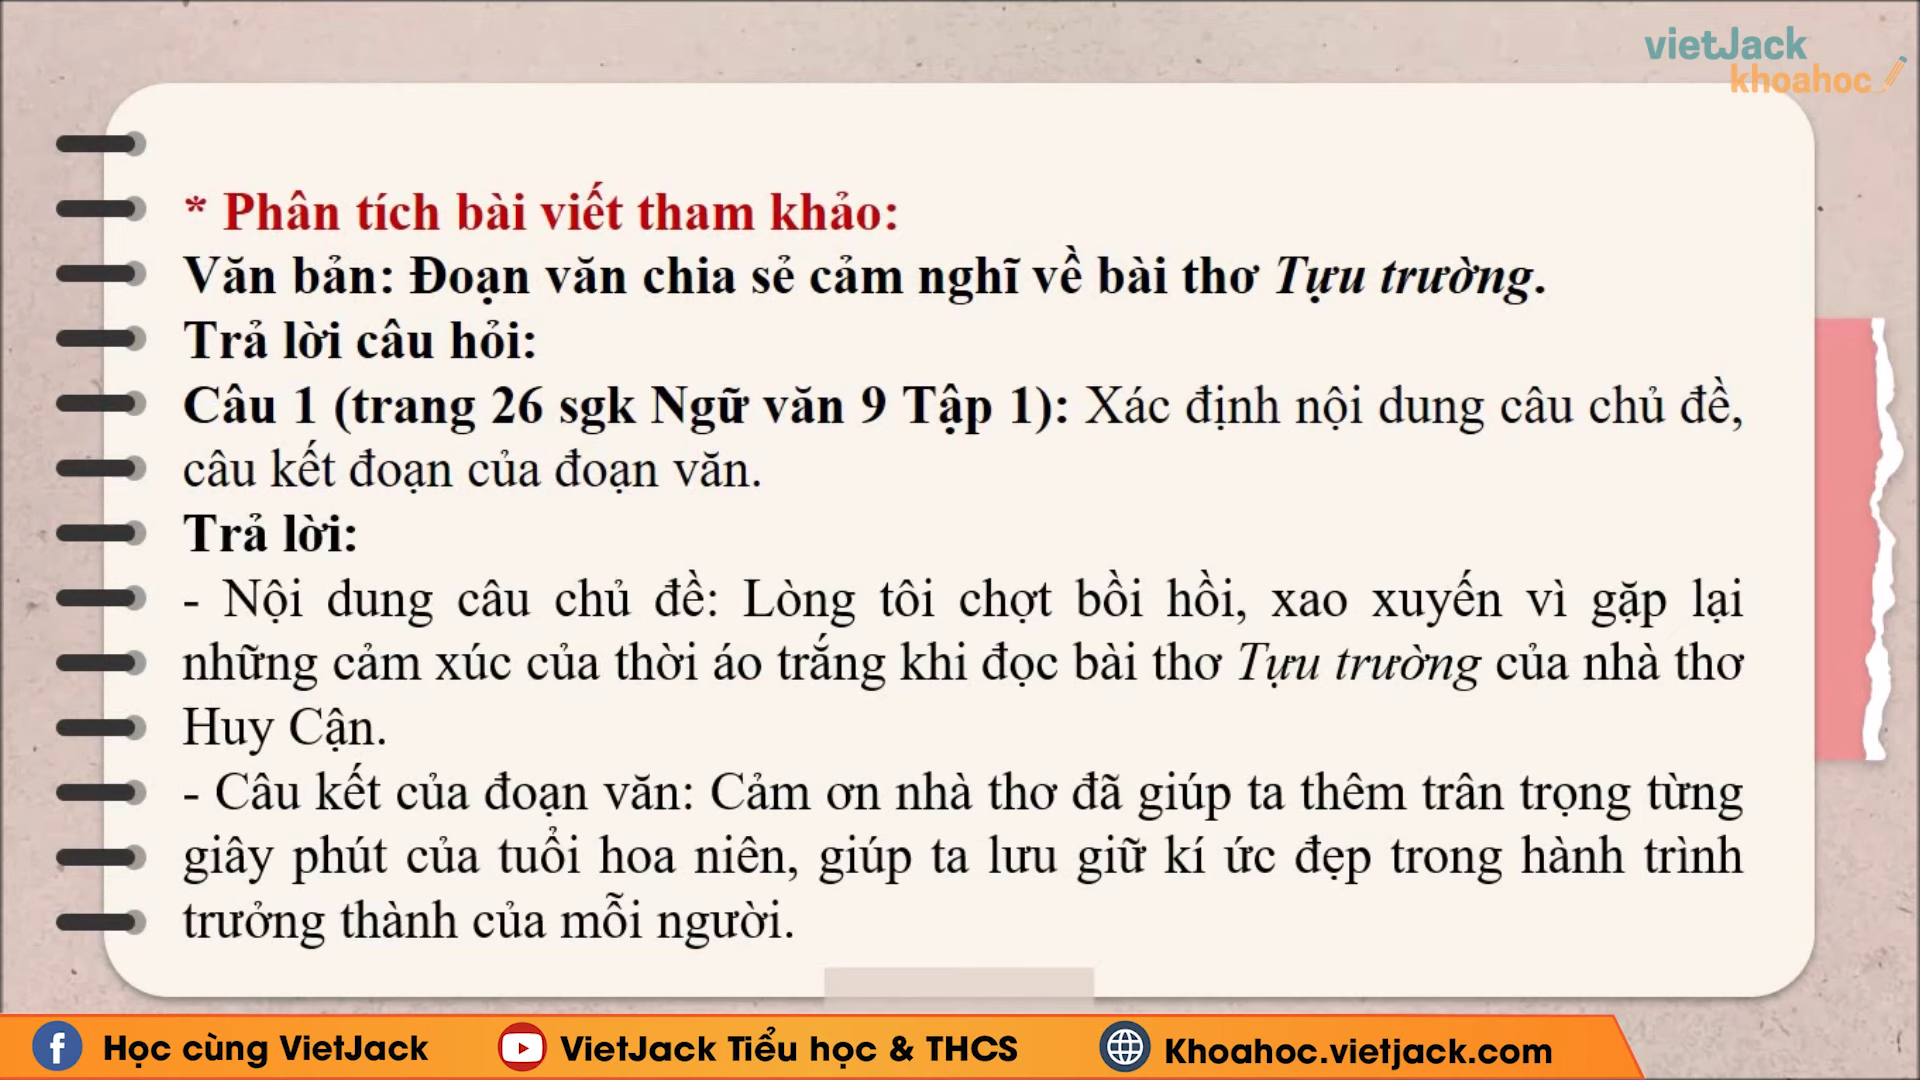 vietJack
khoahoc
* Phân tích bài viết tham khảo:
Văn bản: Đoạn văn chia sẻ cảm nghĩ về bài thơ Tựu trường.
Trả lời câu hỏi:
Câu 1 (trang 26 sgk Ngữ văn 9 Tập 1): Xác định nội dung câu chủ đề,
câu kết đoạn của đoạn văn.
Trả lời:
- Nội dung câu chủ đề: Lòng tôi chợt bồi hồi, xao xuyến vì gặp lại
những cảm xúc của thời áo trắng khi đọc bài thơ Tựu trường của nhà thơ
Huy Cận.
- Câu kết của đoạn văn: Cảm ơn nhà thơ đã giúp ta thêm trân trọng từng
giây phút của tuổi hoa niên, giúp ta lưu giữ kí ức đẹp trong hành trình
trưởng thành của mỗi người.
Học cùng VietJack
VietJack Tiểu học & THCS
Khoahoc.vietjack.com